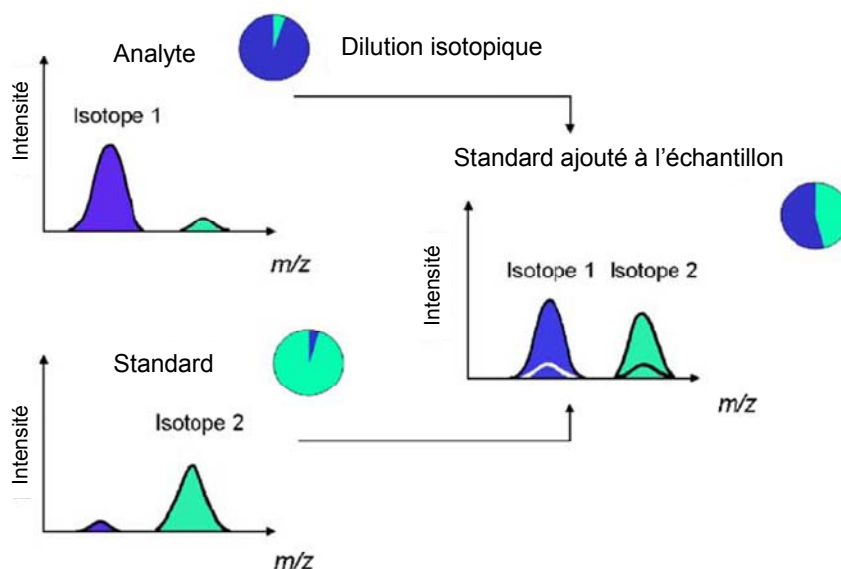 Analyte
Dilution isotopique
Intensité
Isotope 1
m/z
Standard ajouté à l'échantillon
Intensité
Isotope 1 Isotope 2
m/z
Standard
Intensité
Isotope 2
m/z